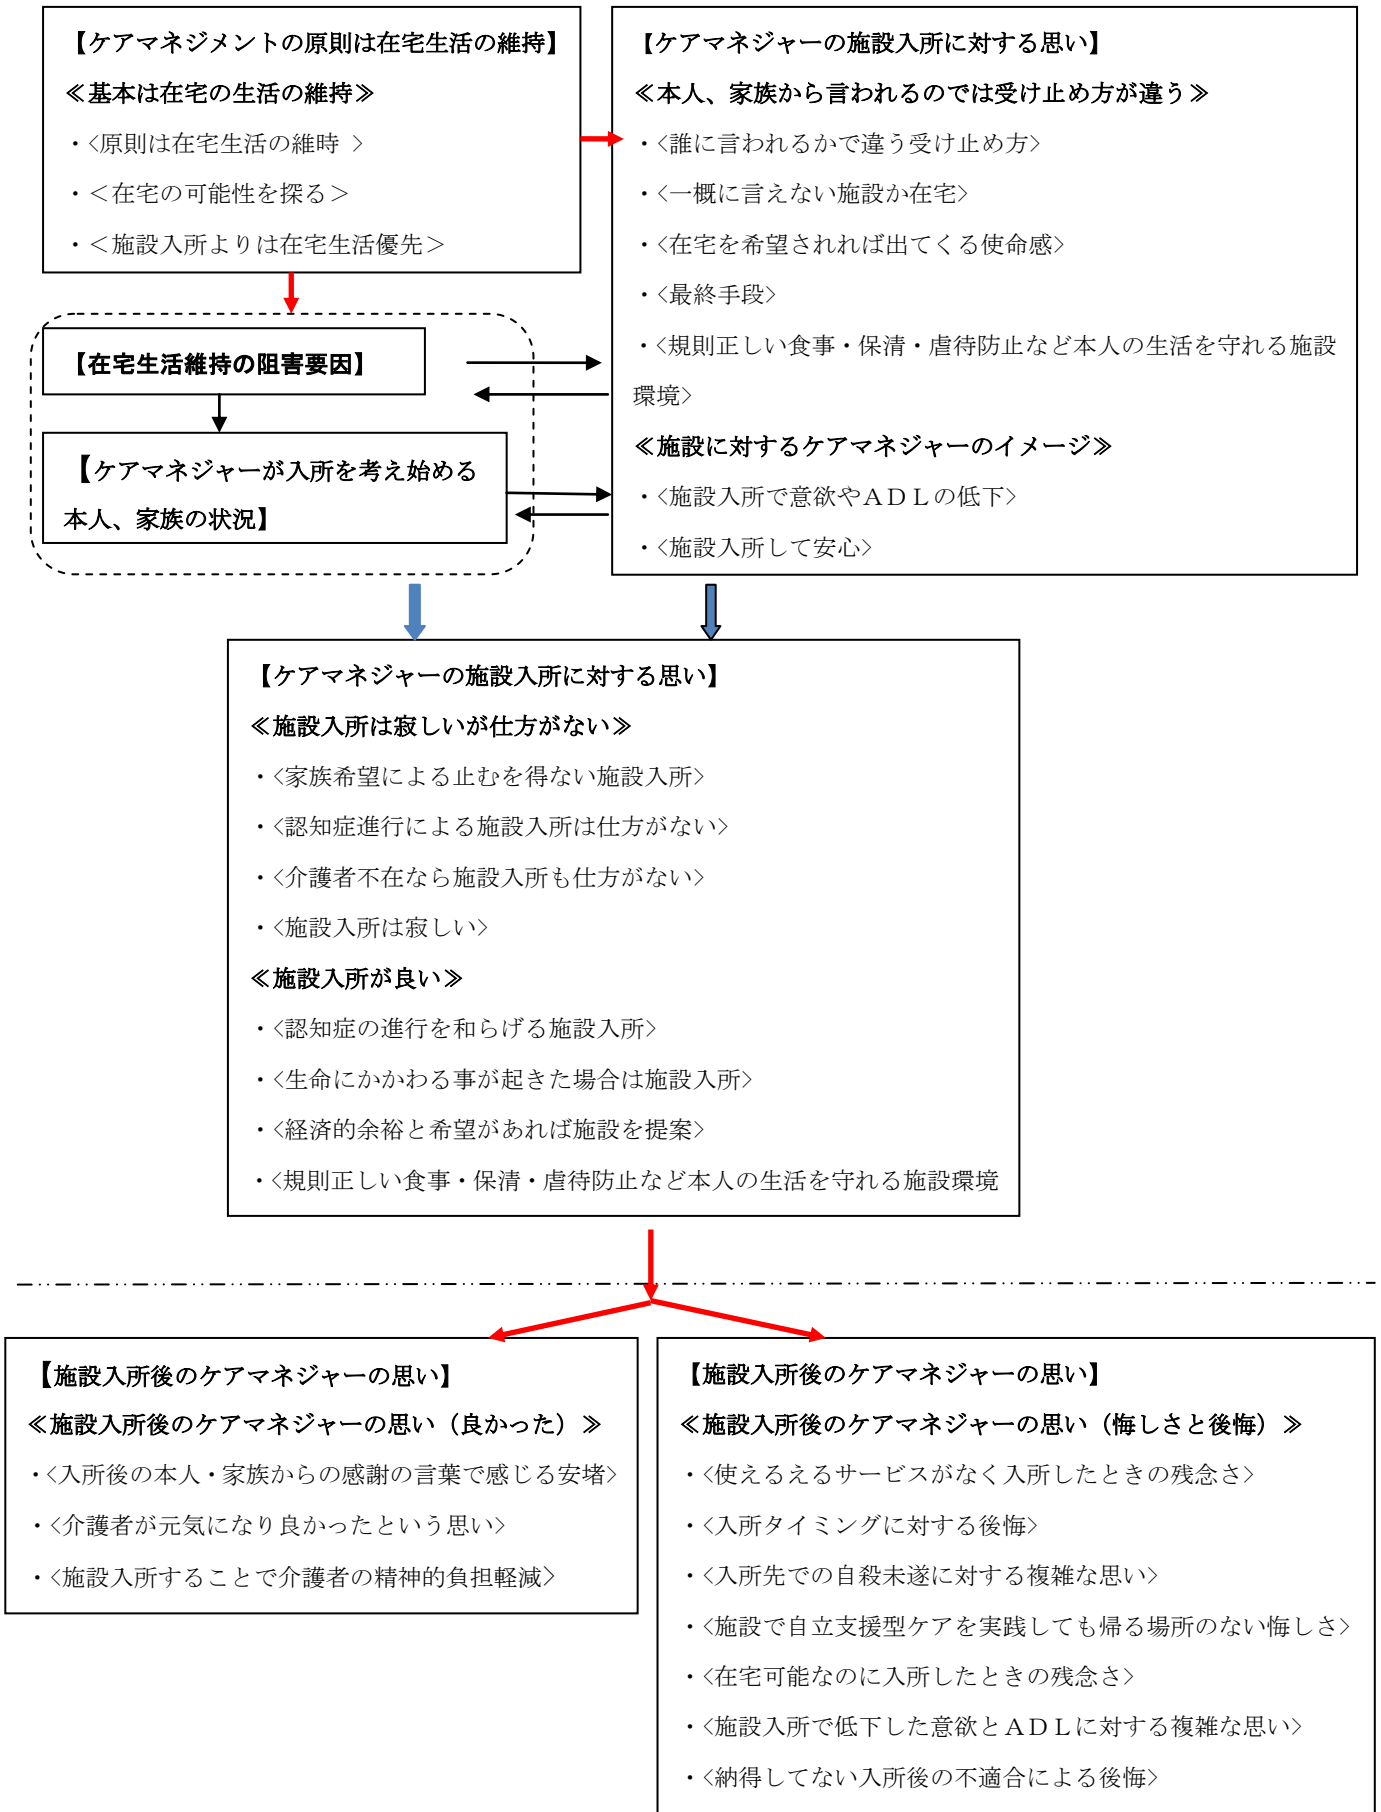 【ケアマネジメントの原則は在宅生活の維持】
≪基本は在宅の生活の維持≫
・<原則は在宅生活の維時 >
・＜在宅の可能性を探る＞
・＜施設入所よりは在宅生活優先＞
【ケアマネジャーの施設入所に対する思い】
≪本人、家族から言われるのでは受け止め方が違う≫
・<誰に言われるかで違う受け止め方>
・<一概に言えない施設か在宅>
・<在宅を希望されれば出てくる使命感>
・<最終手段>
・<規則正しい食事・保清・虐待防止など本人の生活を守れる施設
環境>
≪施設に対するケアマネジャーのイメージ≫
・<施設入所で意欲やＡＤＬの低下>
・<施設入所して安心>
【在宅生活維持の阻害要因】
【ケアマネジャーが入所を考え始める
本人、家族の状況】
【ケアマネジャーの施設入所に対する思い】
≪施設入所は寂しいが仕方がない≫
・<家族希望による止むを得ない施設入所>
・<認知症進行による施設入所は仕方がない>
・<介護者不在なら施設入所も仕方がない>
・<施設入所は寂しい>
≪施設入所が良い≫
・<認知症の進行を和らげる施設入所>
・<生命にかかわる事が起きた場合は施設入所>
・<経済的余裕と希望があれば施設を提案>
・<規則正しい食事・保清・虐待防止など本人の生活を守れる施設環境
【施設入所後のケアマネジャーの思い】
≪施設入所後のケアマネジャーの思い（良かった）≫
・<入所後の本人・家族からの感謝の言葉で感じる安堵>
・<介護者が元気になり良かったという思い>
・<施設入所することで介護者の精神的負担軽減>
【施設入所後のケアマネジャーの思い】
≪施設入所後のケアマネジャーの思い（悔しさと後悔）≫
・<使えるえるサービスがなく入所したときの残念さ>
・<入所タイミングに対する後悔>
・<入所先での自殺未遂に対する複雑な思い>
・<施設で自立支援型ケアを実践しても帰る場所のない悔しさ>
・<在宅可能なのに入所したときの残念さ>
・<施設入所で低下した意欲とＡＤＬに対する複雑な思い>
・<納得してない入所後の不適合による後悔>